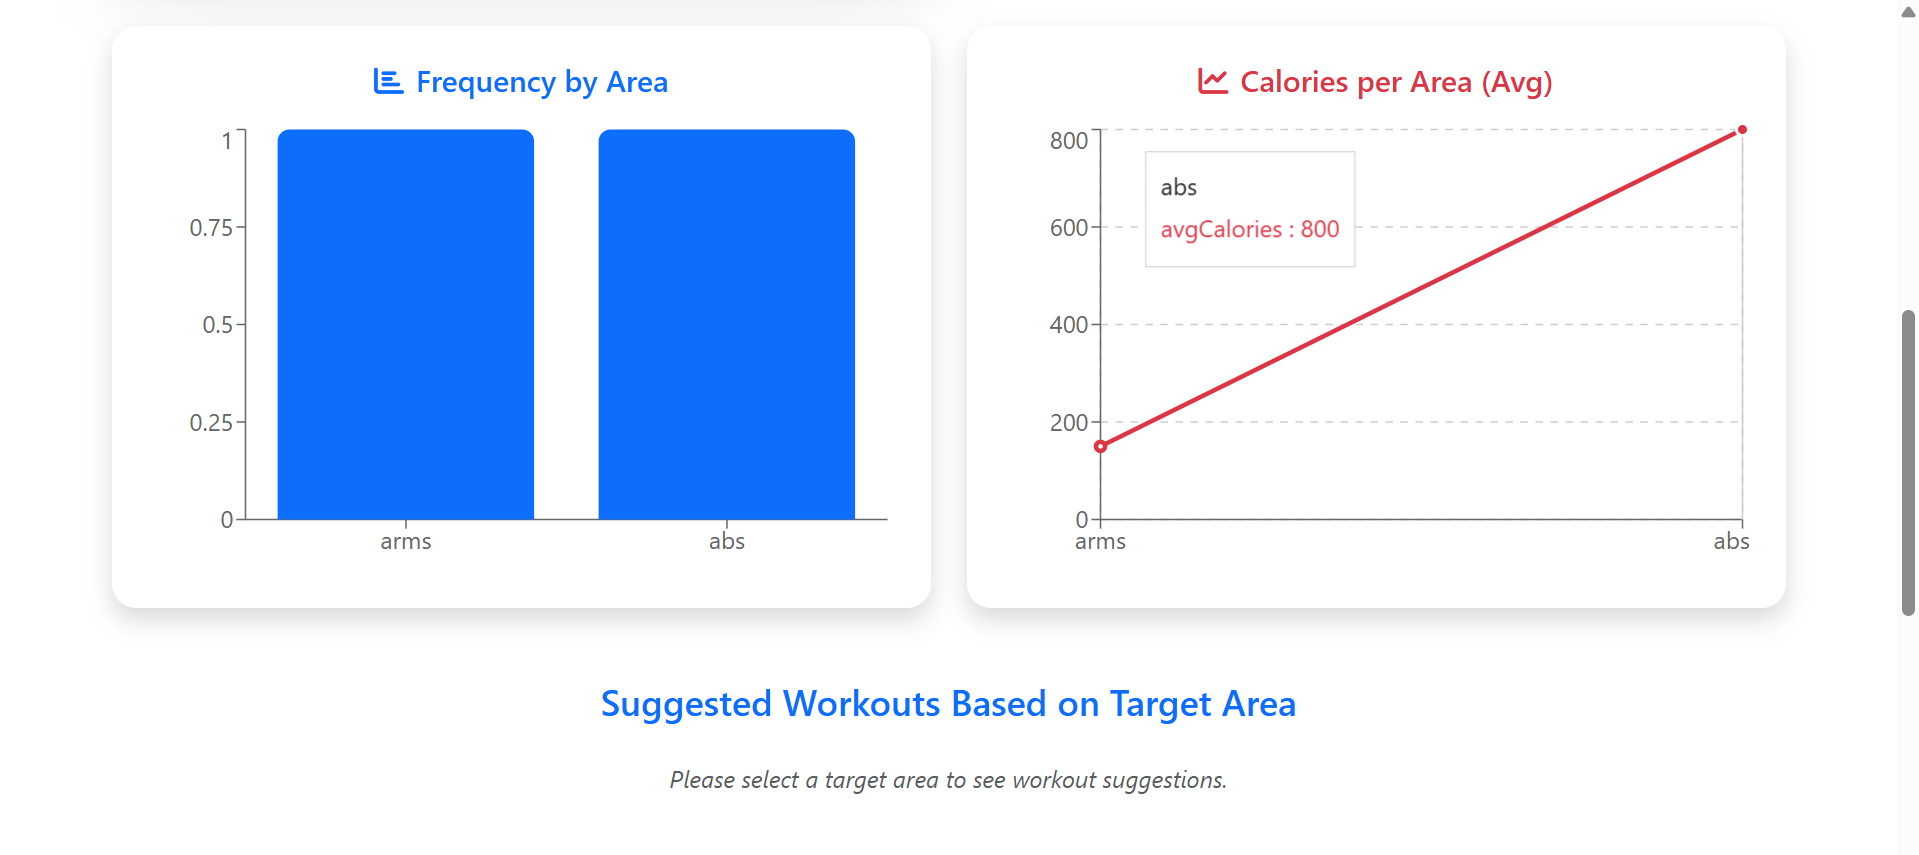 Frequency by Area
1
0.75
0.5
0.25
0
arms abs
Calories per Area (Avg)
800
600
400
200
0
arms abs
abs
avgCalories : 800
Suggested Workouts Based on Target Area
Please select a target area to see workout suggestions.